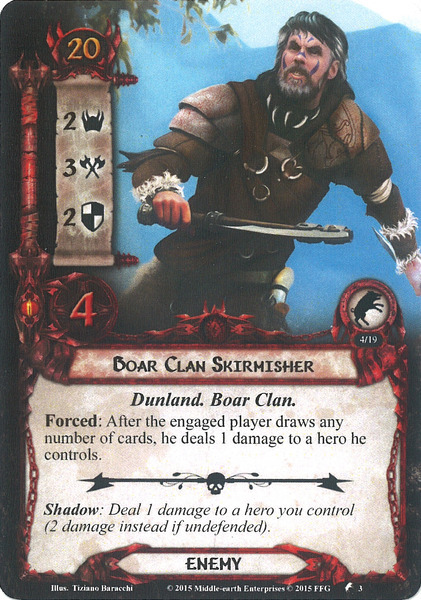 20
2
3
2
4
4/19
Boar Clan Skirmisher
Dunland. Boar Clan.
Forced: After the engaged player draws any
number of cards, he deals 1 damage to a hero he
controls.
Shadow: Deal 1 damage to a hero you control
(2 damage instead if undefended).
ENEMY
Illus. Tiziano Baracchi © 2015 Middle-earth Enterprises © 2015 FFG 3